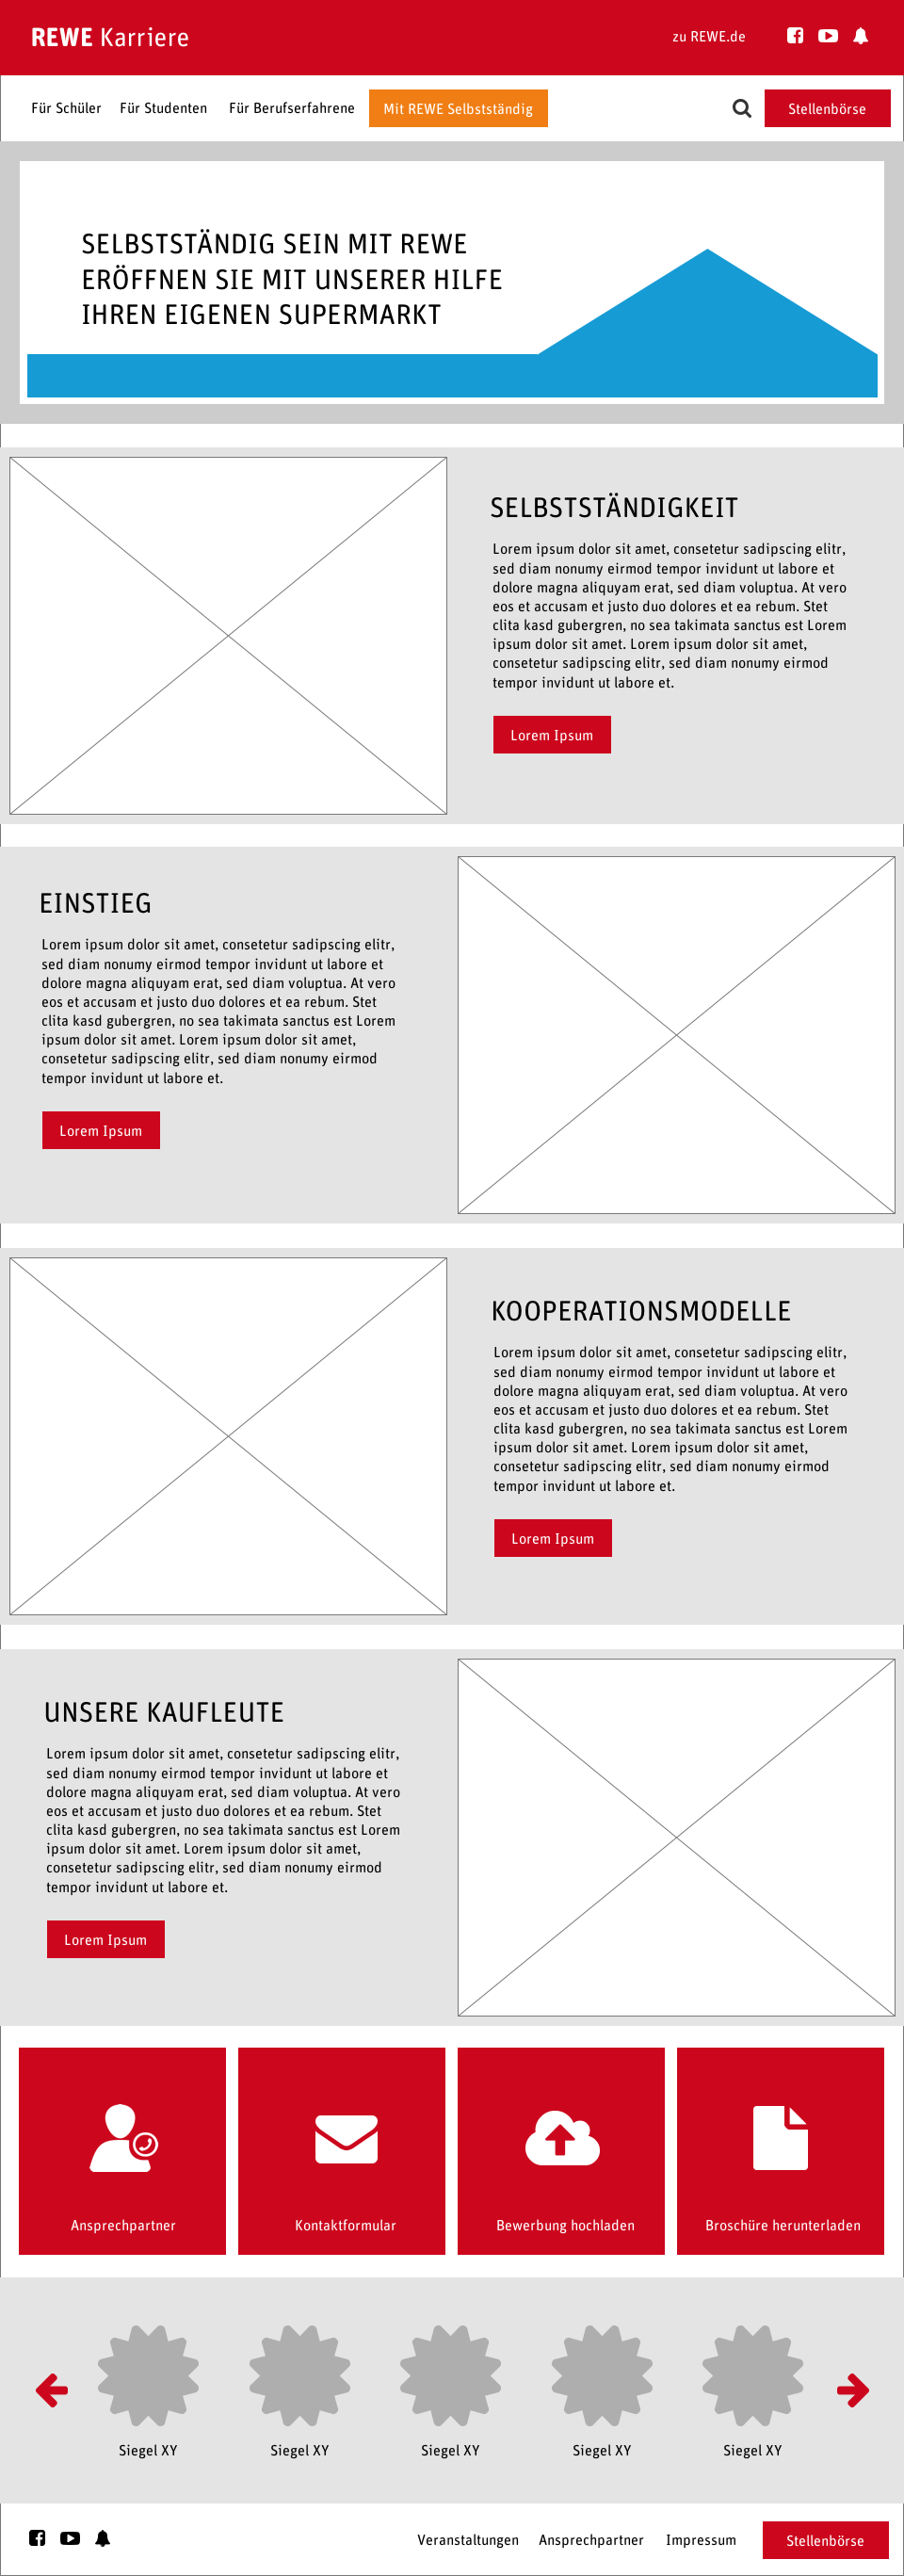 REWE Karriere
zu REWE.de
Für Schüler
Für Studenten
Für Berufserfahrene
Mit REWE Selbstständig
Stellenbörse
SELBSTSTÄNDIG SEIN MIT REWE
ERÖFFNEN SIE MIT UNSERER HILFE
IHREN EIGENEN SUPERMARKT
SELBSTSTÄNDIGKEIT
Lorem ipsum dolor sit amet, consetetur sadipscing elitr,
sed diam nonumy eirmod tempor invidunt ut labore et
dolore magna aliquyam erat, sed diam voluptua. At vero
eos et accusam et justo duo dolores et ea rebum. Stet
clita kasd gubergren, no sea takimata sanctus est Lorem
ipsum dolor sit amet. Lorem ipsum dolor sit amet,
consetetur sadipscing elitr, sed diam nonumy eirmod
tempor invidunt ut labore et.
Lorem Ipsum
EINSTIEG
Lorem ipsum dolor sit amet, consetetur sadipscing elitr,
sed diam nonumy eirmod tempor invidunt ut labore et
dolore magna aliquyam erat, sed diam voluptua. At vero
eos et accusam et justo duo dolores et ea rebum. Stet
clita kasd gubergren, no sea takimata sanctus est Lorem
ipsum dolor sit amet. Lorem ipsum dolor sit amet,
consetetur sadipscing elitr, sed diam nonumy eirmod
tempor invidunt ut labore et.
Lorem Ipsum
KOOPERATIONSMODELLE
Lorem ipsum dolor sit amet, consetetur sadipscing elitr,
sed diam nonumy eirmod tempor invidunt ut labore et
dolore magna aliquyam erat, sed diam voluptua. At vero
eos et accusam et justo duo dolores et ea rebum. Stet
clita kasd gubergren, no sea takimata sanctus est Lorem
ipsum dolor sit amet. Lorem ipsum dolor sit amet,
consetetur sadipscing elitr, sed diam nonumy eirmod
tempor invidunt ut labore et.
Lorem Ipsum
UNSERE KAUFLEUTE
Lorem ipsum dolor sit amet, consetetur sadipscing elitr,
sed diam nonumy eirmod tempor invidunt ut labore et
dolore magna aliquyam erat, sed diam voluptua. At vero
eos et accusam et justo duo dolores et ea rebum. Stet
clita kasd gubergren, no sea takimata sanctus est Lorem
ipsum dolor sit amet. Lorem ipsum dolor sit amet,
consetetur sadipscing elitr, sed diam nonumy eirmod
tempor invidunt ut labore et.
Lorem Ipsum
Ansprechpartner
Kontaktformular
Bewerbung hochladen
Broschüre herunterladen
Siegel XY
Siegel XY
Siegel XY
Siegel XY
Siegel XY
Veranstaltungen
Ansprechpartner
Impressum
Stellenbörse